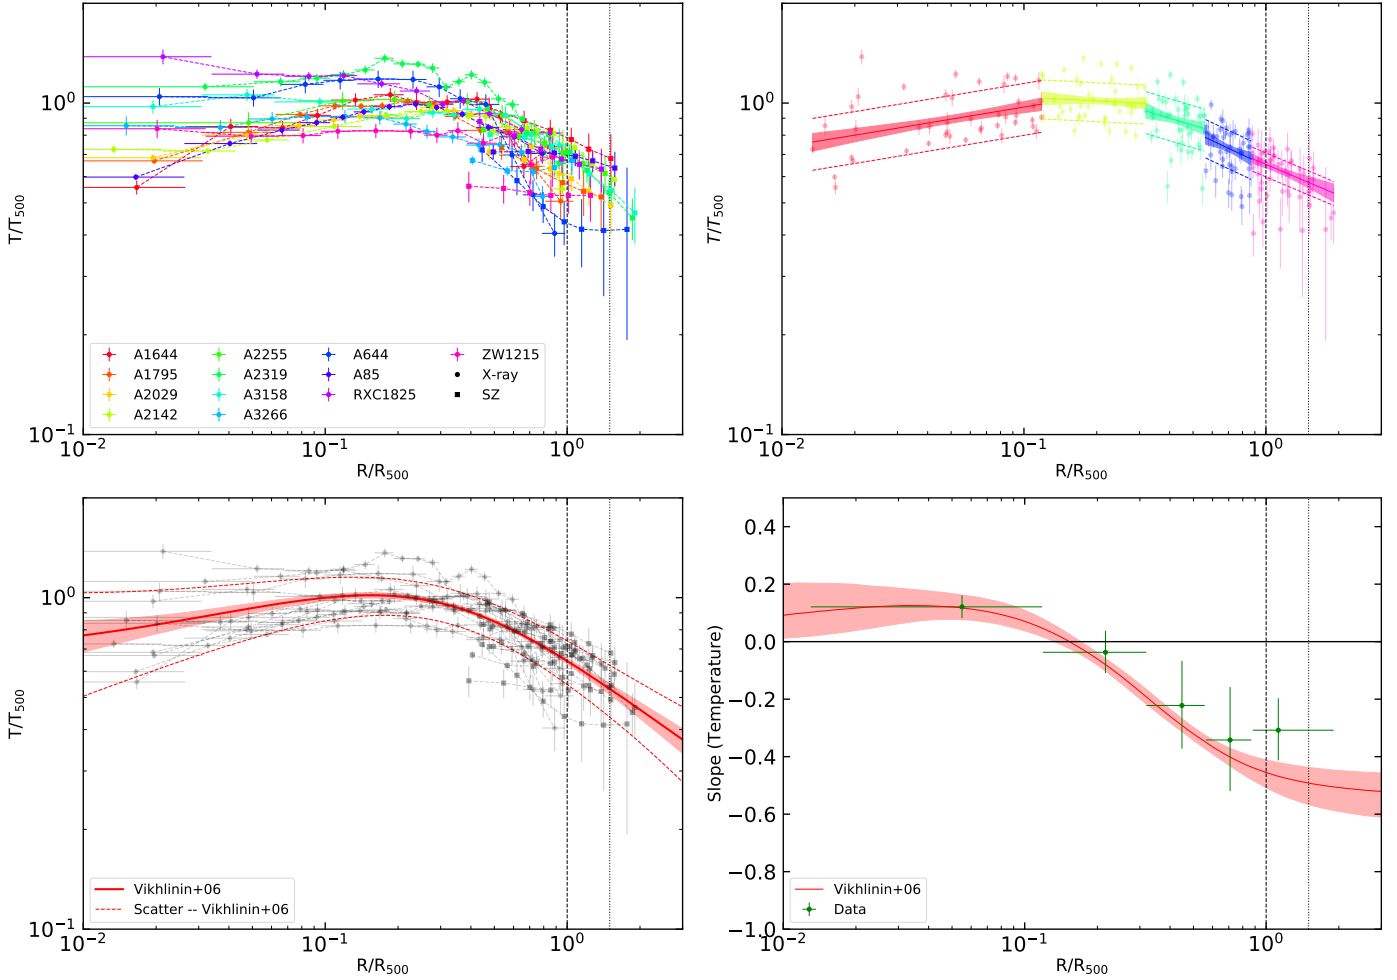 10⁰
10⁻¹
10⁻²
10⁻¹
10⁰
T/T₅₀₀
R/R₅₀₀
A1644
A1795
A2029
A2142
A2255
A2319
A3158
A3266
A644
A85
RXC1825
ZW1215
X-ray
SZ
10⁰
10⁻¹
10⁻²
10⁻¹
10⁰
T/T₅₀₀
R/R₅₀₀
10⁰
10⁻¹
10⁻²
10⁻¹
10⁰
T/T₅₀₀
R/R₅₀₀
Vikhlinin+06
Scatter -- Vikhlinin+06
0.4
0.2
0.0
−0.2
−0.4
−0.6
−0.8
−1.0
10⁻²
10⁻¹
10⁰
Slope (Temperature)
R/R₅₀₀
Vikhlinin+06
Data